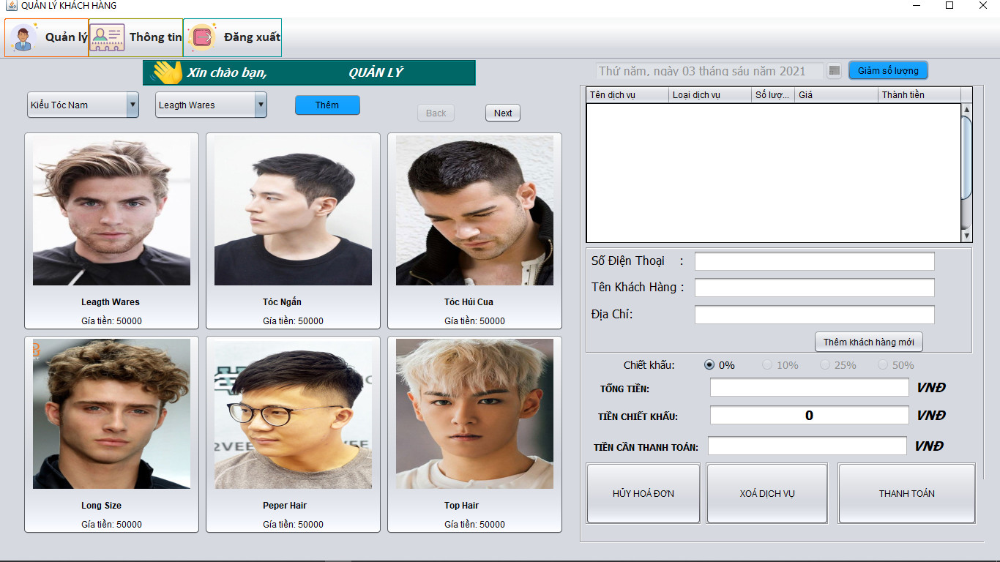 QUẢN LÝ KHÁCH HÀNG
Quản lý Thông tin Đăng xuất
Xin chào bạn, QUẢN LÝ
Thứ năm, ngày 03 tháng sáu năm 2021 Giảm số lượng
Kiểu Tóc Nam Leagth Wares Thêm Back Next
Tên dịch vụ Loại dịch vụ Số lượ... Giá Thành tiền
Leagth Wares
Gía tiền: 50000
Tóc Ngắn
Gía tiền: 50000
Tóc Húi Cua
Gía tiền: 50000
Long Size
Gía tiền: 50000
Peper Hair
Gía tiền: 50000
Top Hair
Gía tiền: 50000
Số Điện Thoại :
Tên Khách Hàng :
Địa Chỉ:
Thêm khách hàng mới
Chiết khấu: 0% 10% 25% 50%
TỔNG TIỀN: VNĐ
TIỀN CHIẾT KHẤU: 0 VNĐ
TIỀN CẦN THANH TOÁN: VNĐ
HỦY HOÁ ĐƠN XOÁ DỊCH VỤ THANH TOÁN